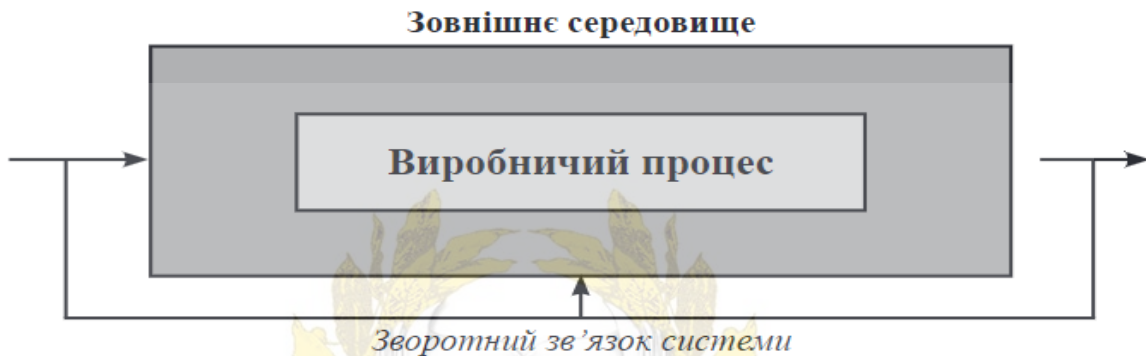 Зовнішнє середовище
Виробничий процес
Зворотний зв’язок системи